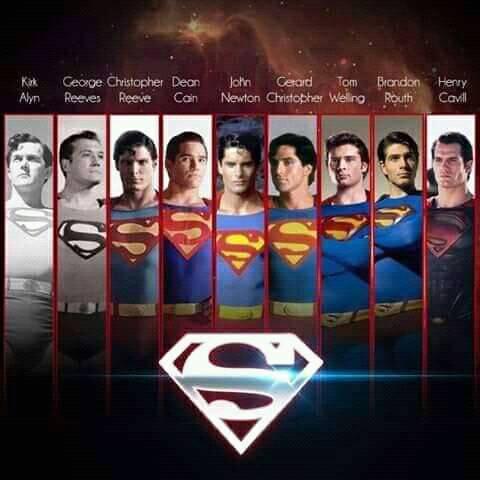 Kirk George Christopher Dean John Gerard Tom Brandon Henry
Alyn Reeves Reeve Cain Newton Christopher Welling Routh Cavill
S S S S S S S S S
S